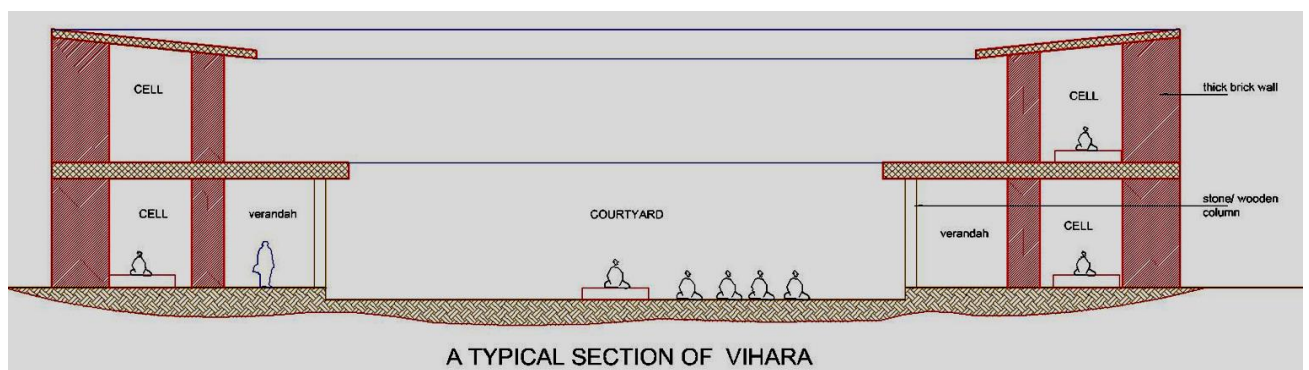 CELL
CELL
thick brick wall
CELL
verandah
COURTYARD
verandah
CELL
stone/ wooden
column
A TYPICAL SECTION OF VIHARA